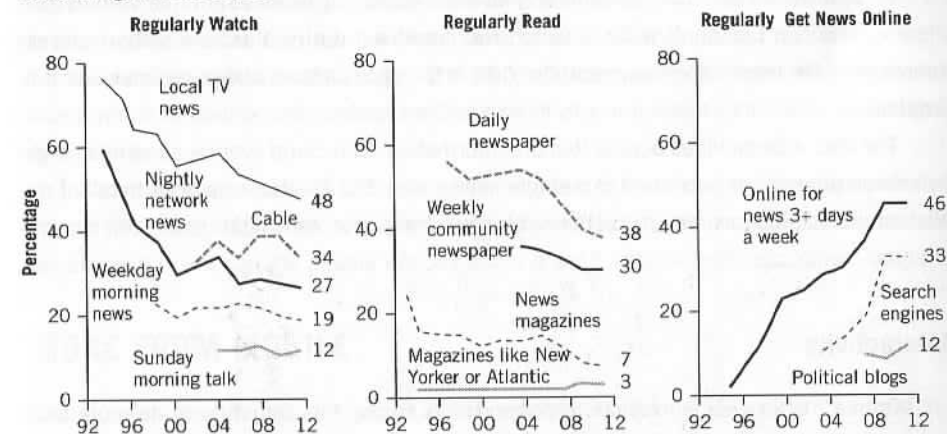 Regularly Watch
80
60
40
20
0
Percentage
Local TV
news
Nightly
network
news
Cable
Weekday
morning
news
Sunday
morning talk
48
34
27
19
12
92 96 00 04 08 12
Regularly Read
80
60
40
20
0
Daily
newspaper
Weekly
community
newspaper
News
magazines
Magazines like New
Yorker or Atlantic
38
30
7
3
92 96 00 04 08 12
Regularly Get News Online
80
60
40
20
0
Online for
news 3+ days
a week
Search
engines
Political blogs
46
33
12
92 96 00 04 08 12